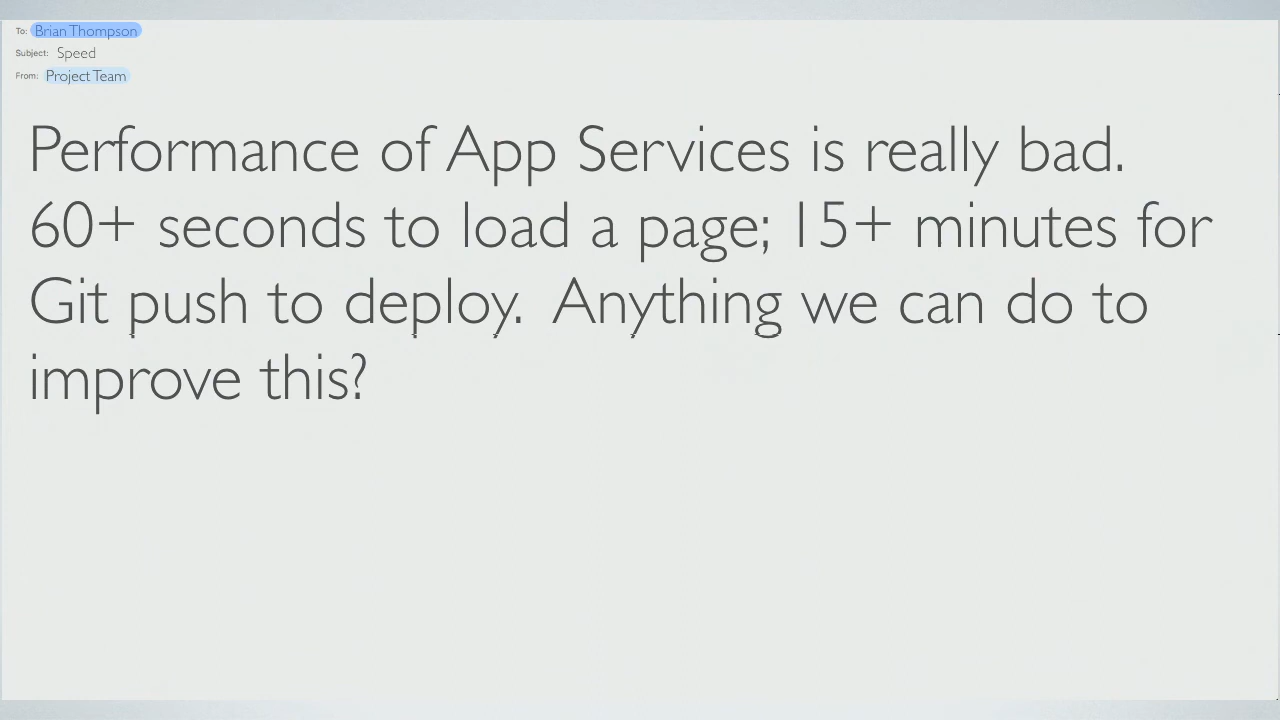 To: Brian Thompson
Subject: Speed
From: Project Team
Performance of App Services is really bad.
60+ seconds to load a page; 15+ minutes for
Git push to deploy.  Anything we can do to
improve this?